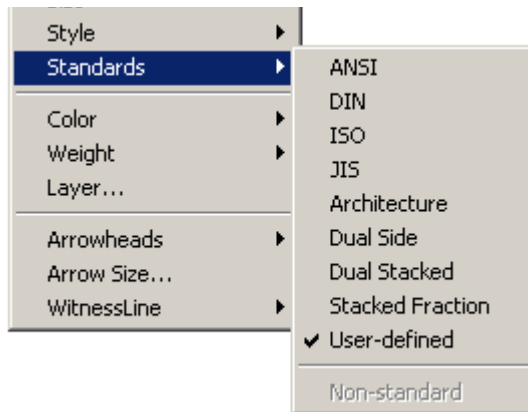 Style
Standards
Color
Weight
Layer...
Arrowheads
Arrow Size...
WitnessLine
ANSI
DIN
ISO
JIS
Architecture
Dual Side
Dual Stacked
Stacked Fraction
User-defined
Non-standard